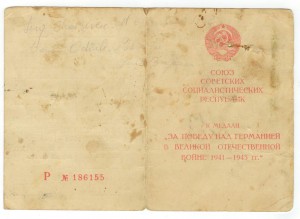 Р № 186155
СОЮЗ
СОВЕТСКИХ
СОЦИАЛИСТИЧЕСКИХ
РЕСПУБЛИК
К МЕДАЛИ
„ЗА ПОБЕДУ НАД ГЕРМАНИЕЙ
В ВЕЛИКОЙ ОТЕЧЕСТВЕННОЙ
ВОЙНЕ 1941—1945 гг."